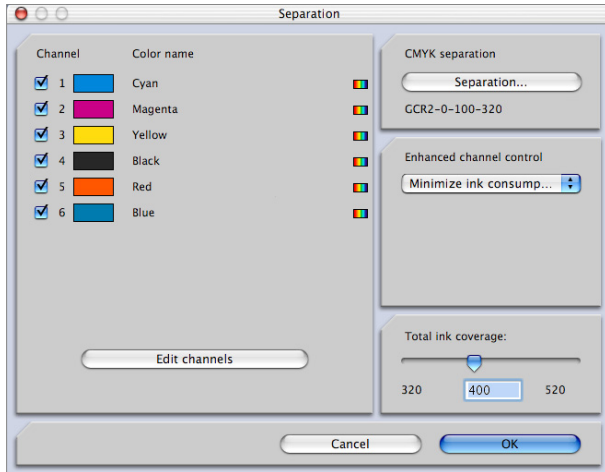 Separation
Channel Color name
1 Cyan
2 Magenta
3 Yellow
4 Black
5 Red
6 Blue
Edit channels
CMYK separation
Separation...
GCR2-0-100-320
Enhanced channel control
Minimize ink consump...
Total ink coverage:
320 400 520
Cancel OK